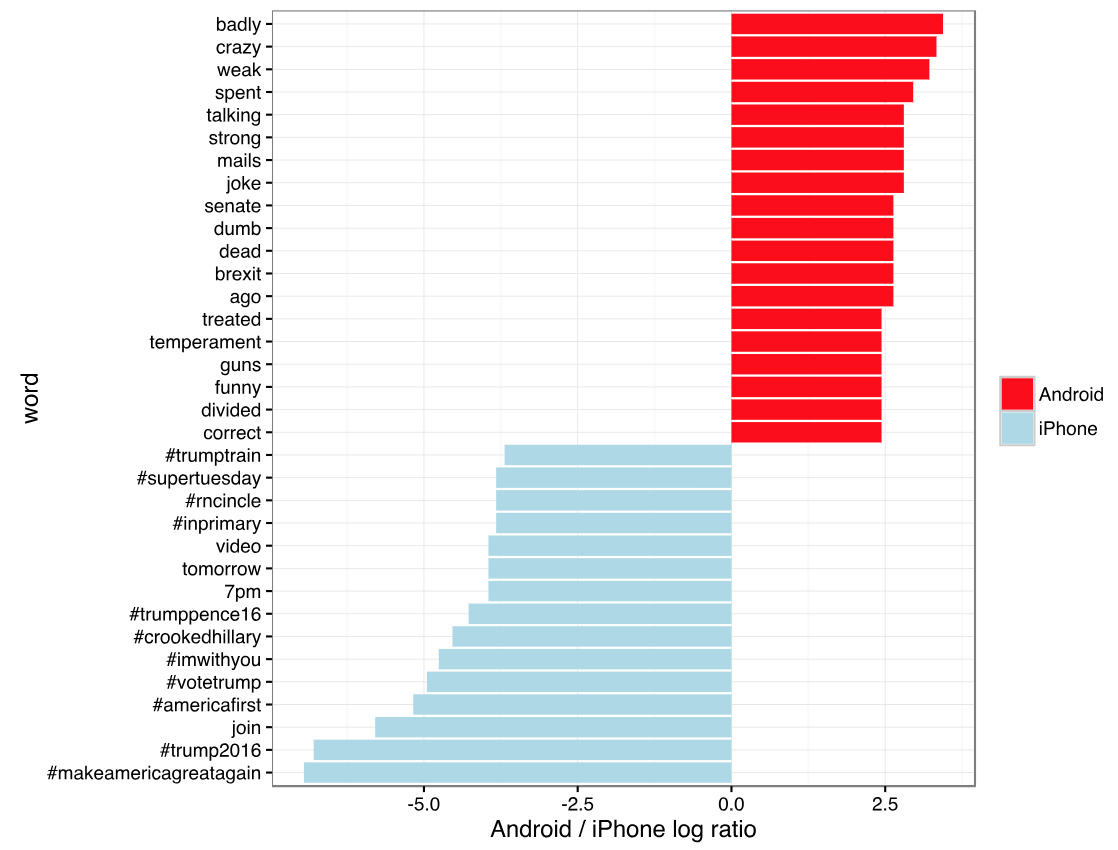 badly
crazy
weak
spent
talking
strong
mails
joke
senate
dumb
dead
brexit
ago
treated
temperament
guns
funny
divided
correct
#trumptrain
#supertuesday
#rncincle
#inprimary
video
tomorrow
7pm
#trumppence16
#crookedhillary
#imwithyou
#votetrump
#americafirst
join
#trump2016
#makeamericagreatagain
word
-5.0 -2.5 0.0 2.5
Android / iPhone log ratio
Android
iPhone